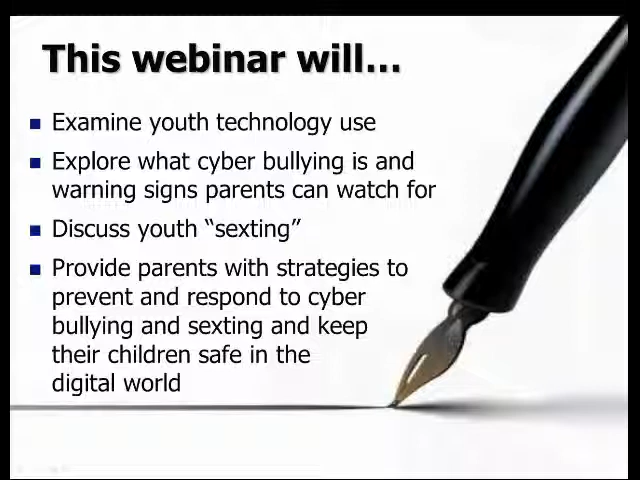 This webinar will...
Examine youth technology use
Explore what cyber bullying is and
warning signs parents can watch for
Discuss youth “sexting”
Provide parents with strategies to
prevent and respond to cyber
bullying and sexting and keep
their children safe in the
digital world